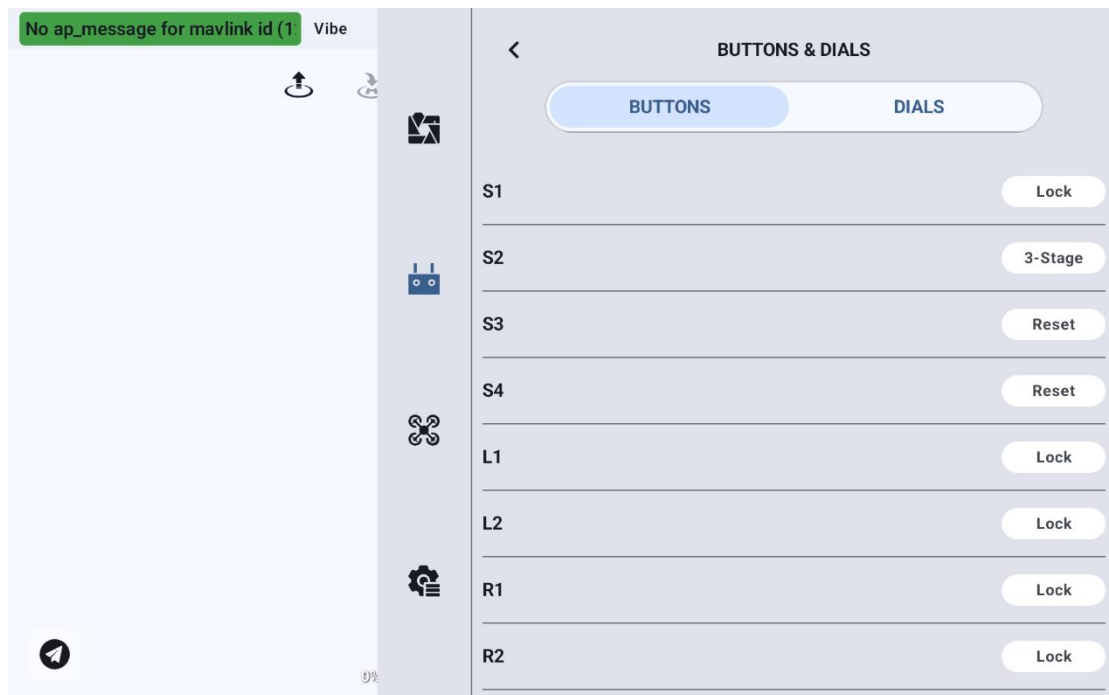 No ap_message for mavlink id (1
Vibe
BUTTONS & DIALS
BUTTONS
DIALS
S1
Lock
S2
3-Stage
S3
Reset
S4
Reset
L1
Lock
L2
Lock
R1
Lock
R2
Lock
0%